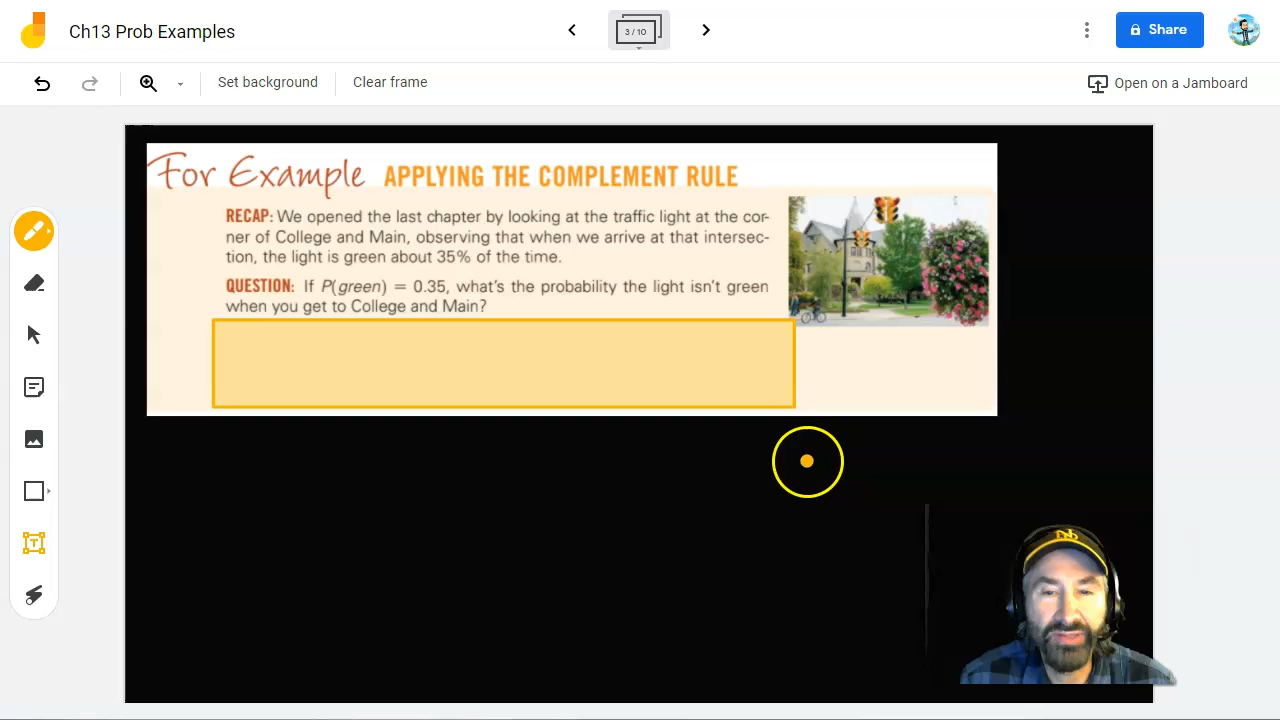 Ch13 Prob Examples
3 / 10
Share
Set background
Clear frame
Open on a Jamboard
For Example APPLYING THE COMPLEMENT RULE
RECAP: We opened the last chapter by looking at the traffic light at the cor-
ner of College and Main, observing that when we arrive at that intersec-
tion, the light is green about 35% of the time.
QUESTION: If P(green) = 0.35, what's the probability the light isn't green
when you get to College and Main?
T